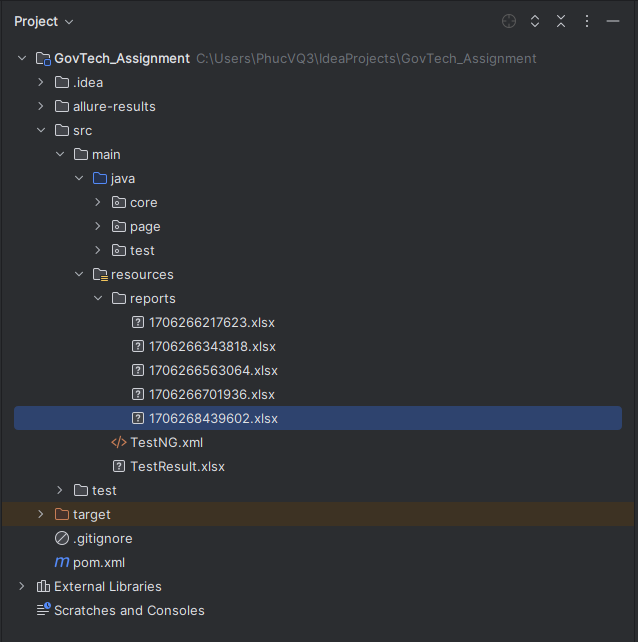 Project
GovTech_Assignment C:\Users\PhucVQ3\IdeaProjects\GovTech_Assignment
.idea
allure-results
src
main
java
core
page
test
resources
reports
1706266217623.xlsx
1706266343818.xlsx
1706266563064.xlsx
1706266701936.xlsx
1706268439602.xlsx
TestNG.xml
TestResult.xlsx
test
target
.gitignore
pom.xml
External Libraries
Scratches and Consoles